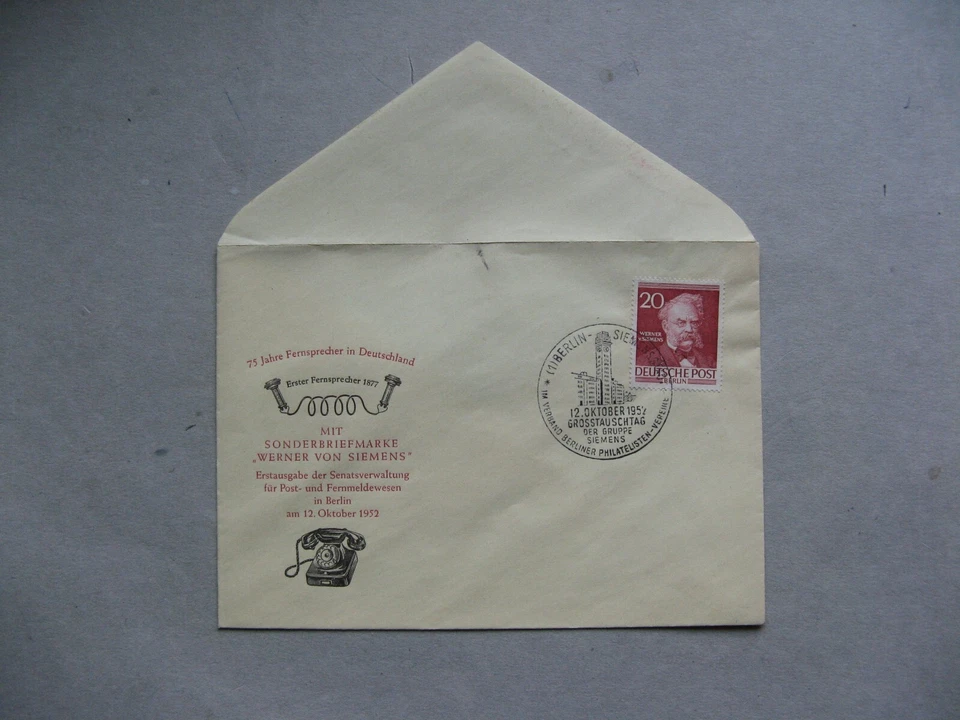 75 Jahre Fernsprecher in Deutschland
Erster Fernsprecher 1877
MIT
SONDERBRIEFMARKE
„WERNER VON SIEMENS"
Erstausgabe der Senatsverwaltung
für Post- und Fernmeldewesen
in Berlin
am 12. Oktober 1952
20
WERNER
v. SIEMENS
DEUTSCHE POST
BERLIN
(1) BERLIN-
12. OKTOBER 1952
GROSSTAUSCHTAG
DER GRUPPE
SIEMENS
IM VERBAND BERLINER PHILATELISTEN-VEREINE